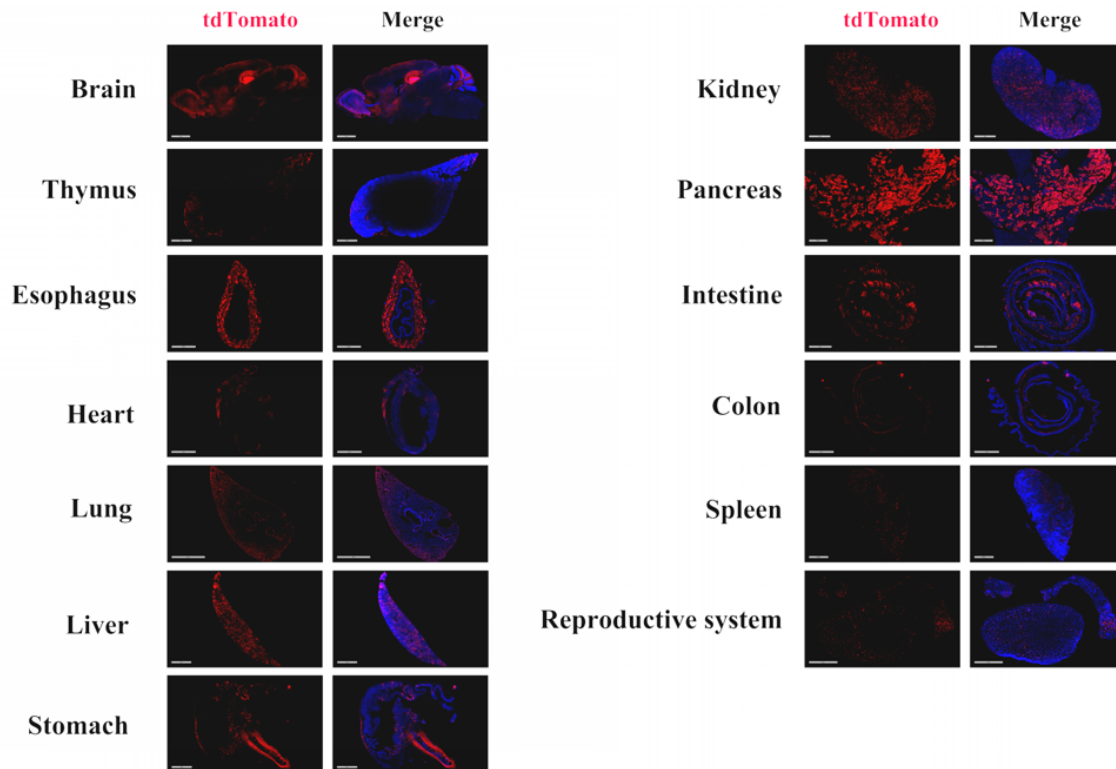 tdTomato Merge
Brain
Thymus
Esophagus
Heart
Lung
Liver
Stomach
tdTomato Merge
Kidney
Pancreas
Intestine
Colon
Spleen
Reproductive system